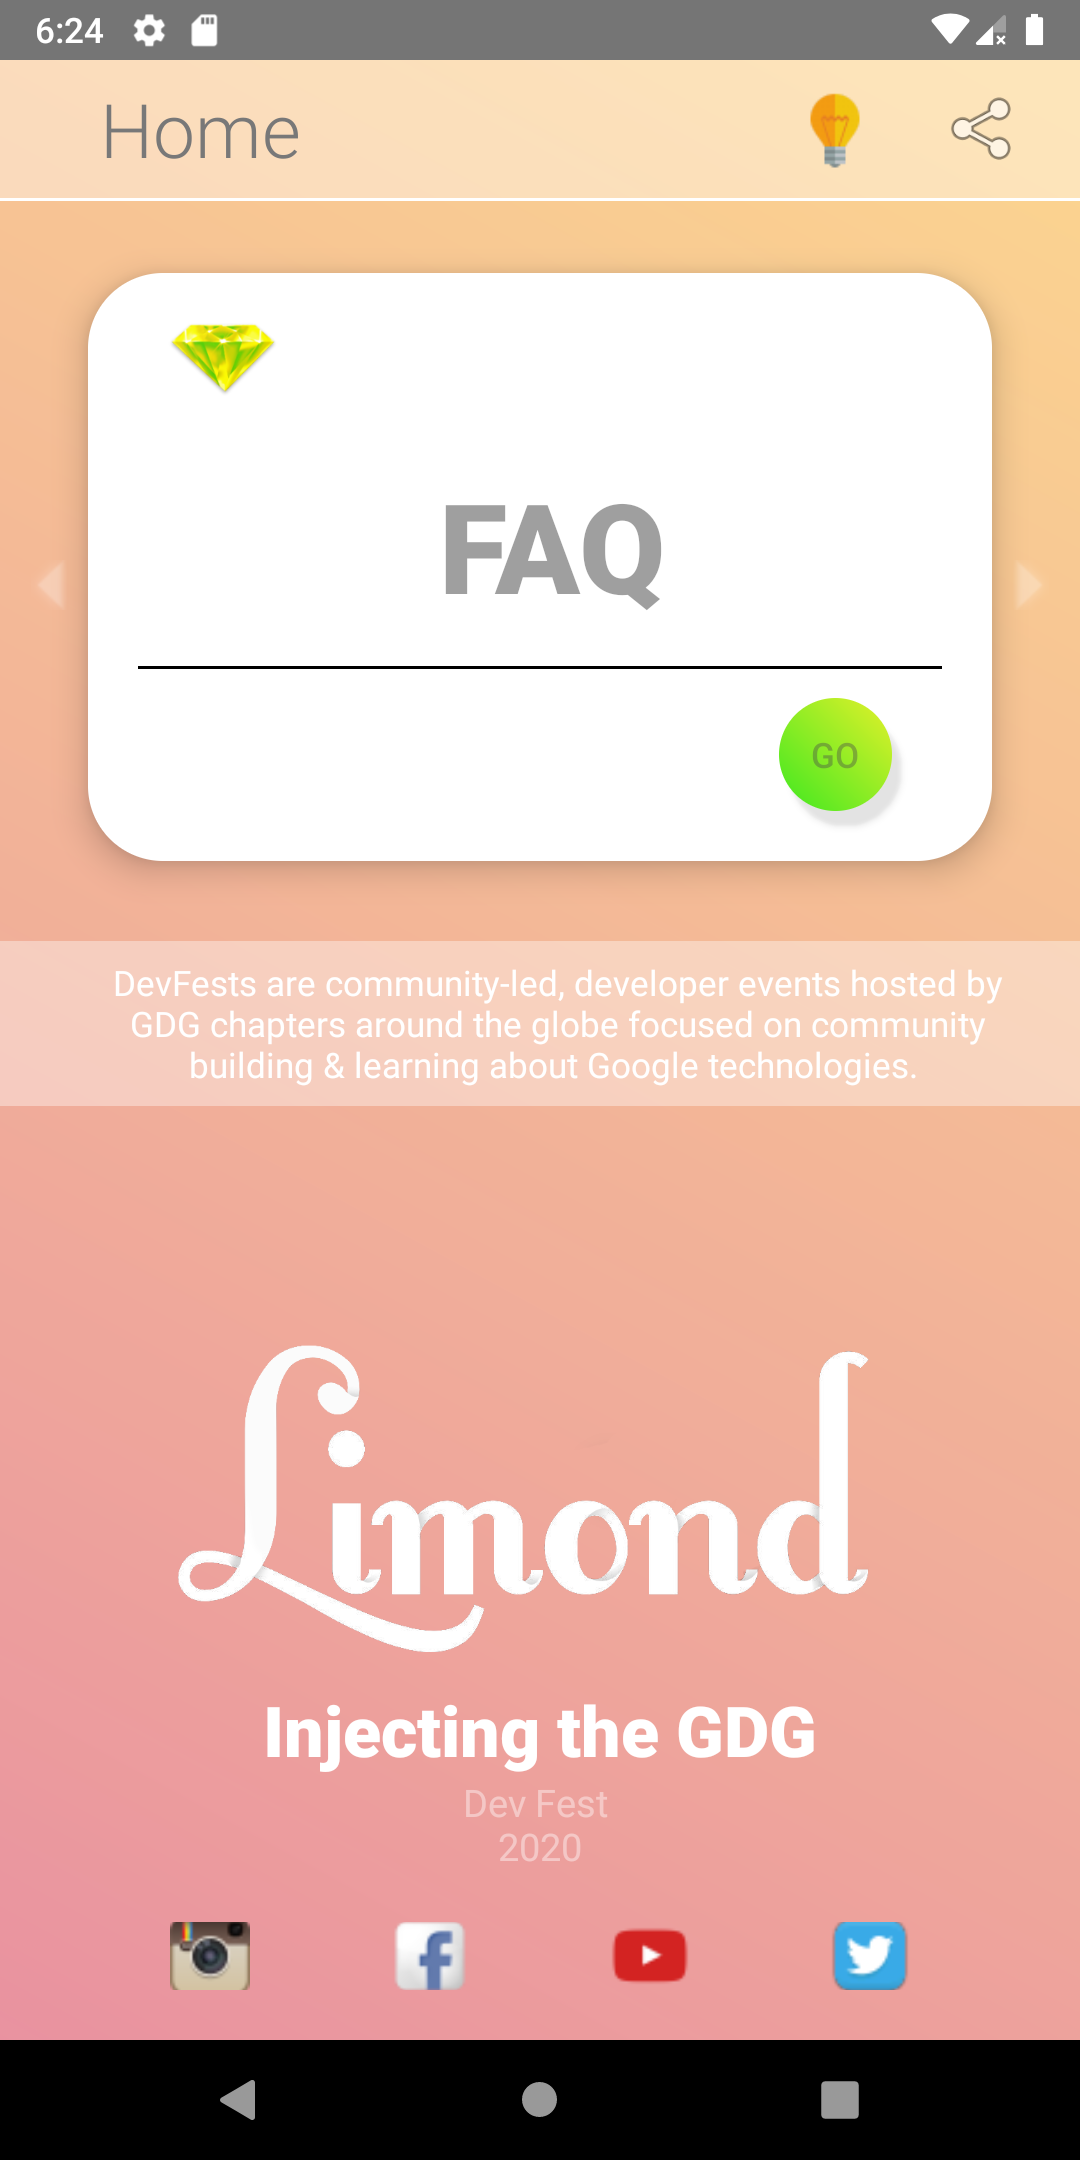 6:24
Home
FAQ
GO
DevFests are community-led, developer events hosted by
GDG chapters around the globe focused on community
building & learning about Google technologies.
Limond
Injecting the GDG
Dev Fest
2020